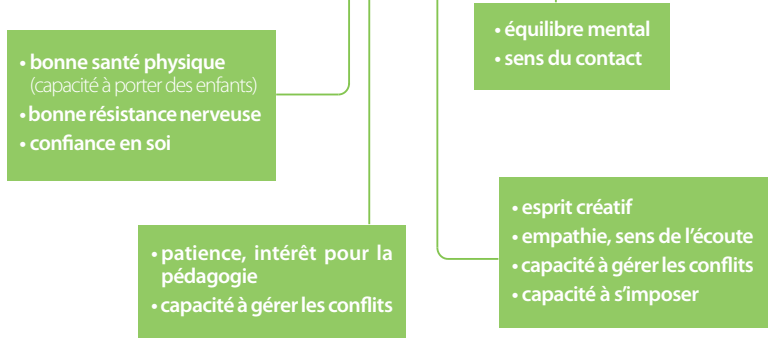 • équilibre mental
• sens du contact
• bonne santé physique
(capacité à porter des enfants)
• bonne résistance nerveuse
• confiance en soi
• esprit créatif
• empathie, sens de l’écoute
• capacité à gérer les conflits
• capacité à s’imposer
• patience, intérêt pour la
pédagogie
• capacité à gérer les conflits